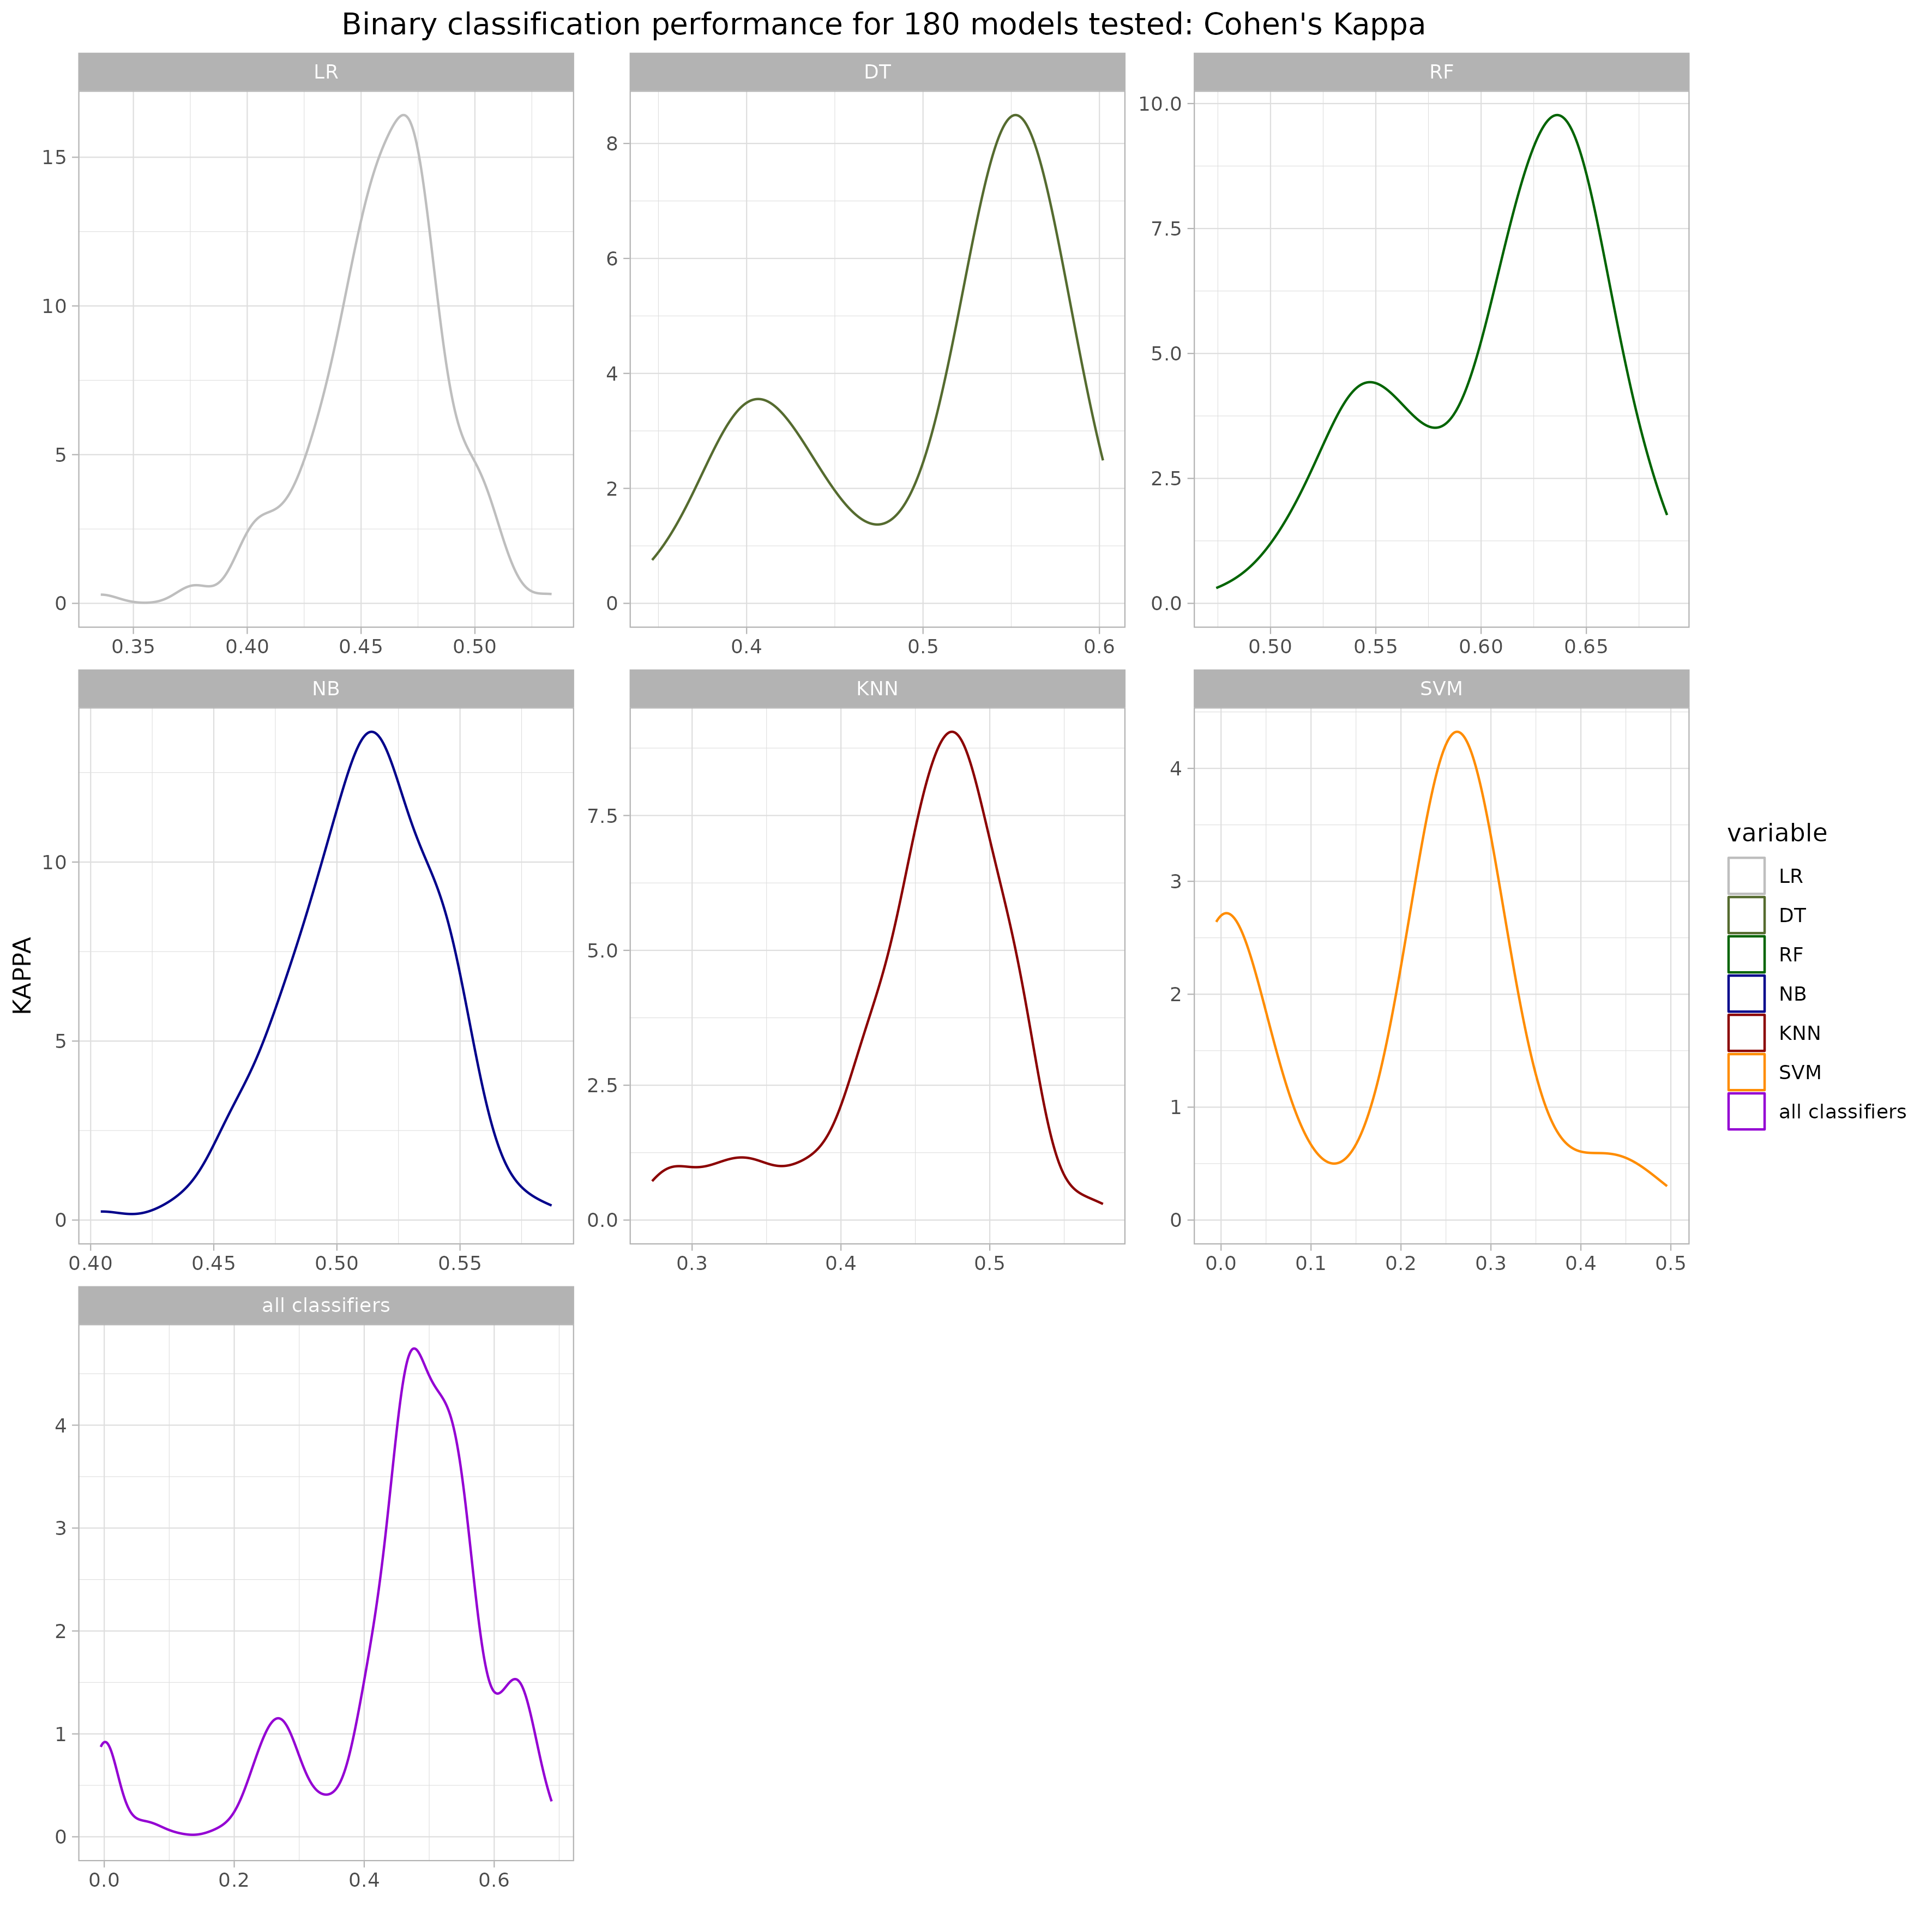 Binary classification performance for 180 models tested: Cohen's Kappa
LR
DT
RF
15
10
5
0
0.35 0.40 0.45 0.50
8
6
4
2
0
0.4 0.5 0.6
10.0
7.5
5.0
2.5
0.0
0.50 0.55 0.60 0.65
NB
KNN
SVM
10
5
0
0.40 0.45 0.50 0.55
7.5
5.0
2.5
0.0
0.3 0.4 0.5
4
3
2
1
0
0.0 0.1 0.2 0.3 0.4 0.5
all classifiers
4
3
2
1
0
0.0 0.2 0.4 0.6
KAPPA
variable
LR
DT
RF
NB
KNN
SVM
all classifiers